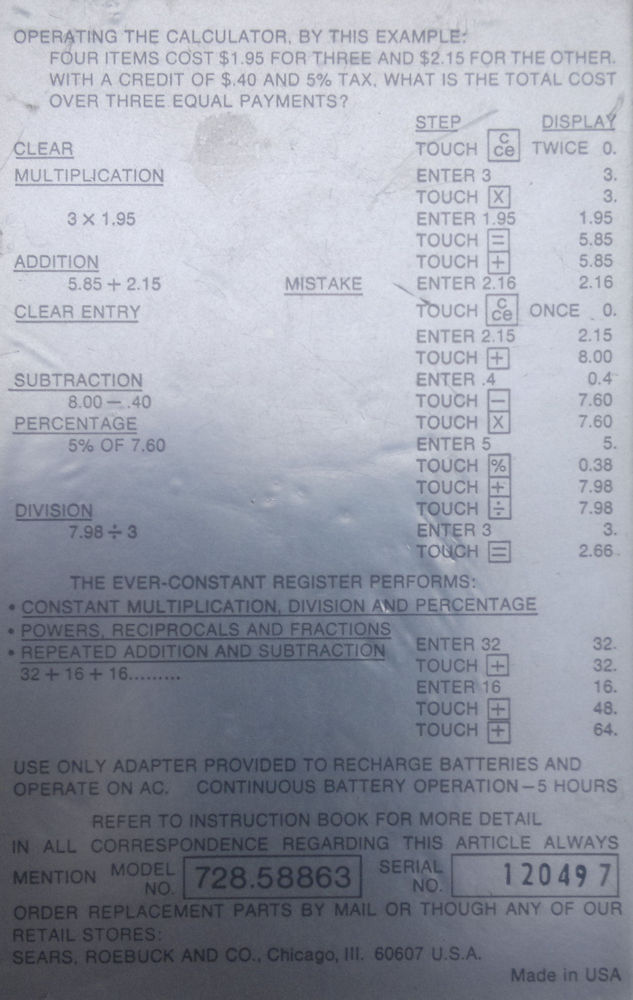 OPERATING THE CALCULATOR, BY THIS EXAMPLE:
FOUR ITEMS COST $1.95 FOR THREE AND $2.15 FOR THE OTHER.
WITH A CREDIT OF $.40 AND 5% TAX, WHAT IS THE TOTAL COST
OVER THREE EQUAL PAYMENTS?
STEP DISPLAY
CLEAR TOUCH C/CE TWICE 0.
MULTIPLICATION ENTER 3 3.
TOUCH X 3.
3 × 1.95 ENTER 1.95 1.95
TOUCH = 5.85
ADDITION TOUCH + 5.85
5.85 + 2.15 MISTAKE ENTER 2.16 2.16
CLEAR ENTRY TOUCH C/CE ONCE 0.
ENTER 2.15 2.15
TOUCH + 8.00
SUBTRACTION ENTER .4 0.4
8.00 — .40 TOUCH — 7.60
PERCENTAGE TOUCH X 7.60
5% OF 7.60 ENTER 5 5.
TOUCH % 0.38
TOUCH + 7.98
DIVISION TOUCH ÷ 7.98
7.98 ÷ 3 ENTER 3 3.
TOUCH = 2.66
THE EVER-CONSTANT REGISTER PERFORMS:
• CONSTANT MULTIPLICATION, DIVISION AND PERCENTAGE
• POWERS, RECIPROCALS AND FRACTIONS
• REPEATED ADDITION AND SUBTRACTION ENTER 32 32.
32 + 16 + 16......... TOUCH + 32.
ENTER 16 16.
TOUCH + 48.
TOUCH + 64.
USE ONLY ADAPTER PROVIDED TO RECHARGE BATTERIES AND
OPERATE ON AC. CONTINUOUS BATTERY OPERATION—5 HOURS
REFER TO INSTRUCTION BOOK FOR MORE DETAIL
IN ALL CORRESPONDENCE REGARDING THIS ARTICLE ALWAYS
MENTION MODEL NO. 728.58863 SERIAL NO. 120497
ORDER REPLACEMENT PARTS BY MAIL OR THOUGH ANY OF OUR
RETAIL STORES:
SEARS, ROEBUCK AND CO., Chicago, Ill. 60607 U.S.A.
Made in USA